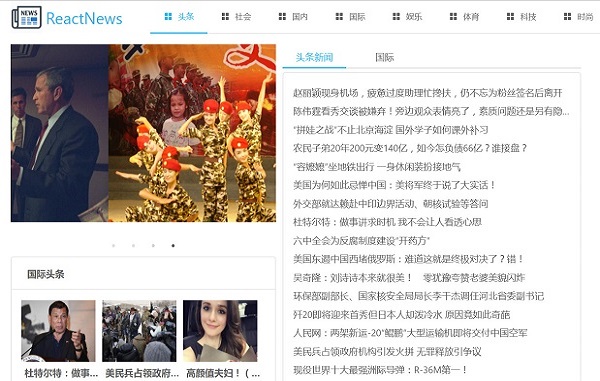 NEWS
ReactNews
头条
社会
国内
国际
娱乐
体育
科技
时尚
头条新闻
国际
赵丽颖现身机场，疲惫过度助理忙搀扶，仍不忘为粉丝签名后离开
陈伟霆看秀交谈被嫌弃！旁边观众表情亮了，素质问题还是另有隐...
"拼娃之战"不止北京海淀 国外学子如何课外补习
农民子弟20年200元变140亿，如今怎负债66亿？谁接盘？
"容嬷嬷"坐地铁出行 一身休闲装扮接地气
美国为何如此忌惮中国：美将军终于说了大实话！
外交部就达赖赴中印边界活动、朝核试验等答问
杜特尔特：做事讲求时机 我不会让人看透心思
六中全会为反腐制度建设"开药方"
美国东遏中国西堵俄罗斯：难道这就是终极对决了？错！
吴奇隆：刘诗诗本来就很美！ 零犹豫夸赞老婆美貌闪炸
环保部副部长、国家核安全局局长李干杰调任河北省委副书记
歼20即将迎来首秀但日本人却泼冷水 原因竟如此奇葩
人民网：两架新运-20"鲲鹏"大型运输机即将交付中国空军
美民兵占领政府机构引发火拼 无罪释放引争议
现役世界十大最强洲际导弹：R-36M第一！
国际头条
杜特尔特：做事...
美民兵占领政府...
高颜值夫妇！（...